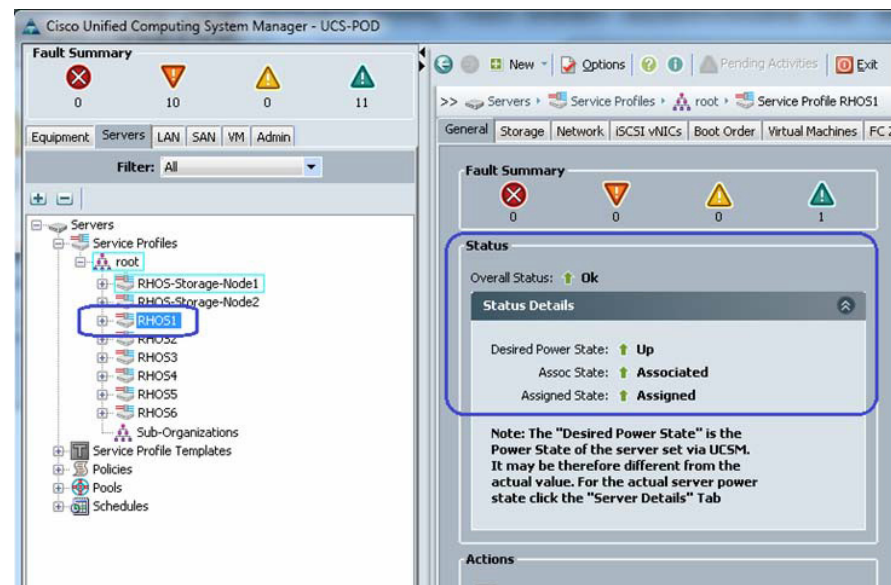 Cisco Unified Computing System Manager - UCS-POD
Fault Summary
0 10 0 11
Equipment Servers LAN SAN VM Admin
Filter: All
Servers
Service Profiles
root
RHOS-Storage-Node1
RHOS-Storage-Node2
RHOS1
RHOS2
RHOS3
RHOS4
RHOS5
RHOS6
Sub-Organizations
Service Profile Templates
Policies
Pools
Schedules
New Options Pending Activities Exit
>> Servers Service Profiles root Service Profile RHOS1
General Storage Network iSCSI vNICs Boot Order Virtual Machines FC
Fault Summary
0 0 0 1
Status
Overall Status: Ok
Status Details
Desired Power State: Up
Assoc State: Associated
Assigned State: Assigned
Note: The "Desired Power State" is the
Power State of the server set via UCSM.
It may be therefore different from the
actual value. For the actual server power
state click the "Server Details" Tab
Actions